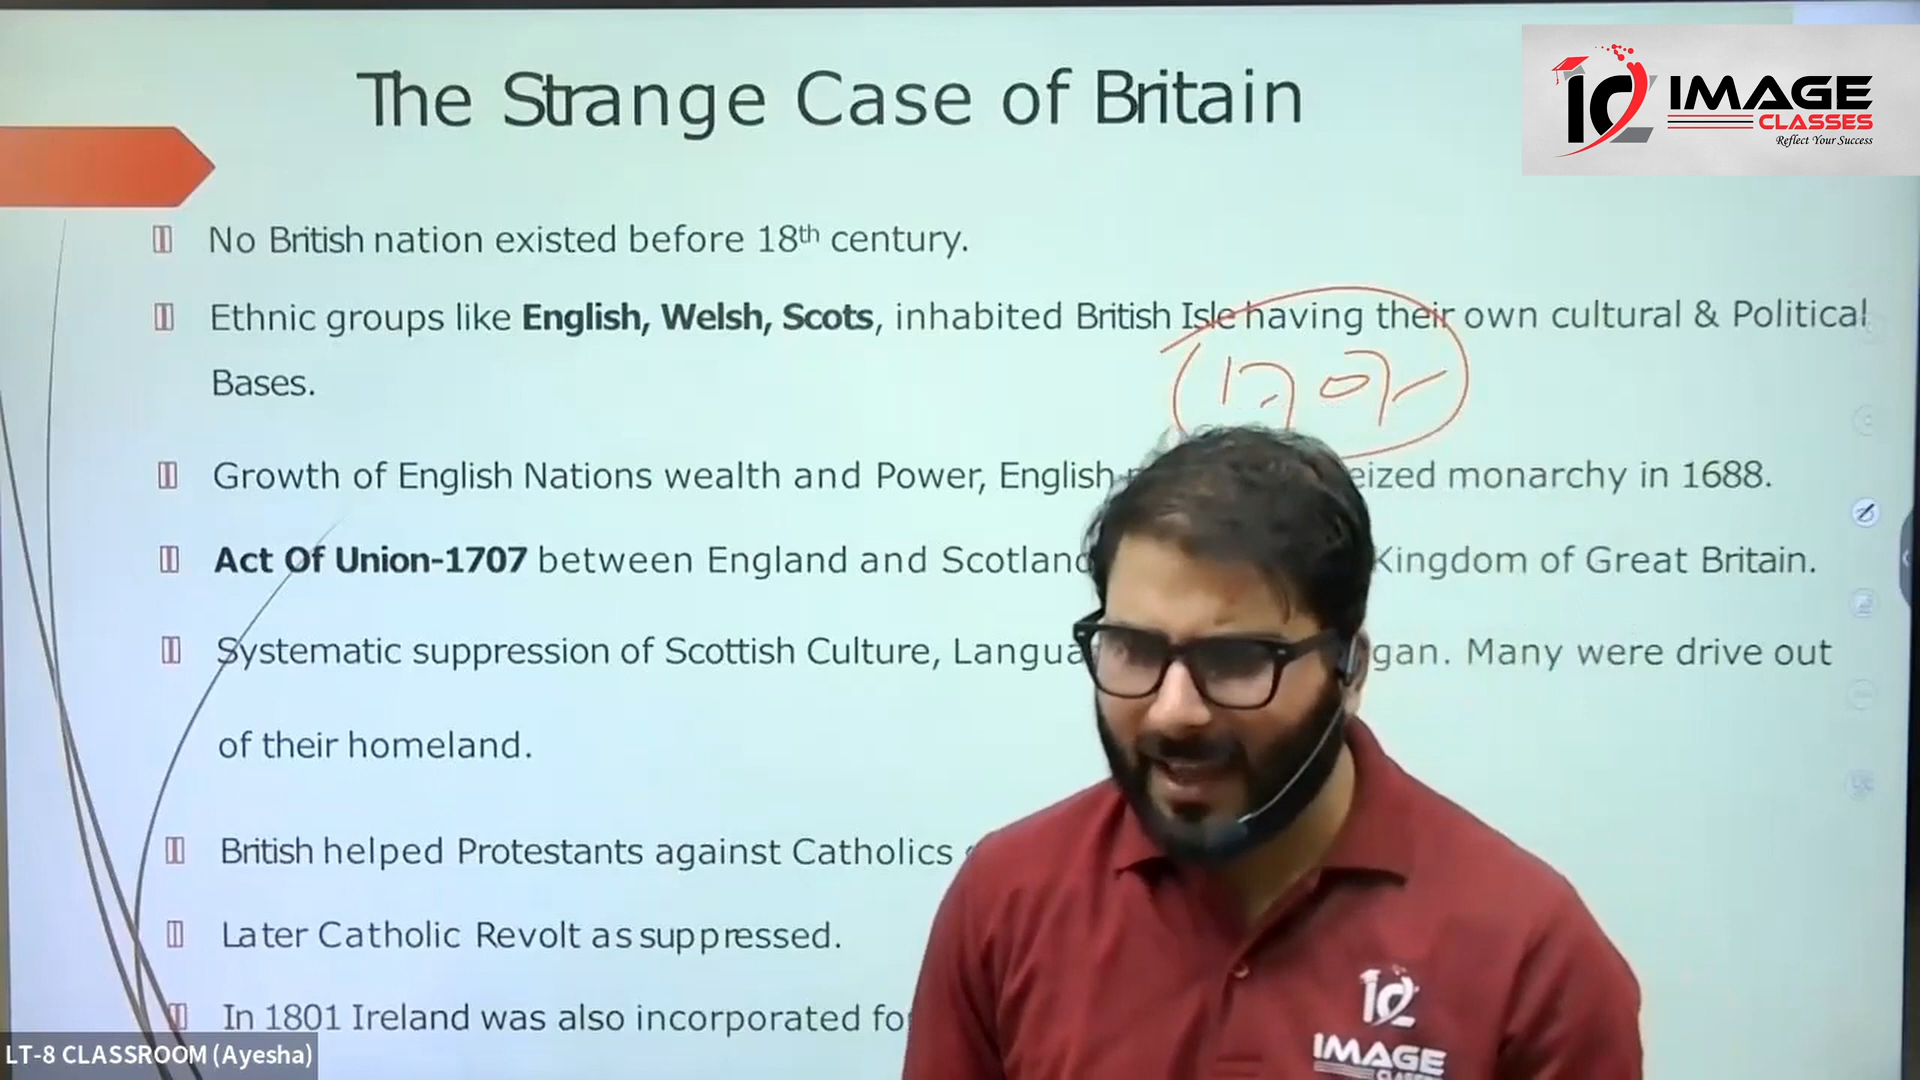 The Strange Case of Britain
IMAGE
CLASSES
Reflect Your Success
No British nation existed before 18th century.
Ethnic groups like English, Welsh, Scots, inhabited British Isle having their own cultural & Political
Bases.
1707
Growth of English Nations wealth and Power, English eized monarchy in 1688.
Act Of Union-1707 between England and Scotland Kingdom of Great Britain.
Systematic suppression of Scottish Culture, Langua gan. Many were drive out
of their homeland.
British helped Protestants against Catholics
Later Catholic Revolt as suppressed.
In 1801 Ireland was also incorporated fo
IMAGE
LT-8 CLASSROOM (Ayesha)